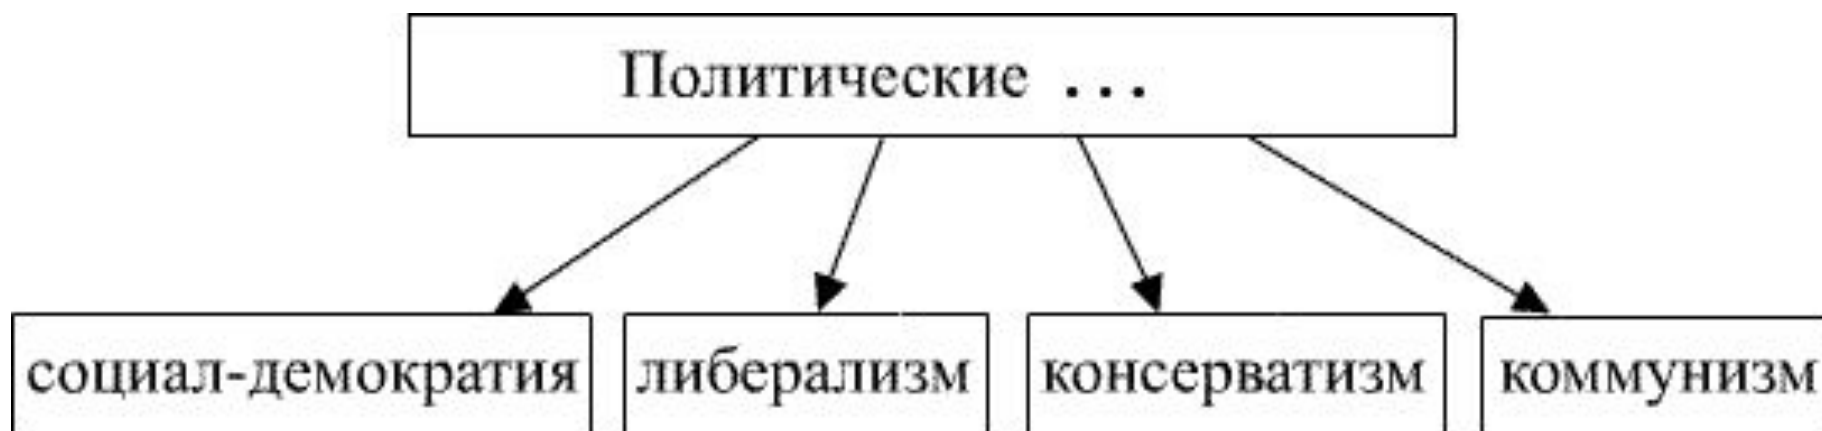 Политические ...
социал-демократия
либерализм
консерватизм
коммунизм